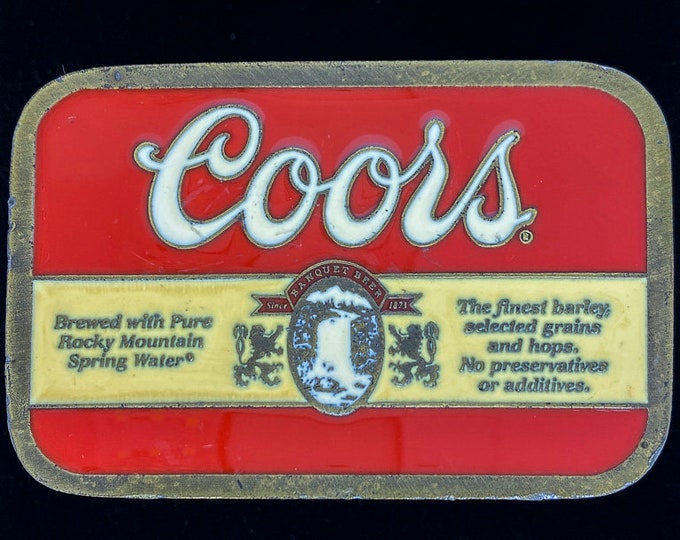 Coors®
BANQUET BEER
Since 1873
Brewed with Pure
Rocky Mountain
Spring Water®
The finest barley,
selected grains
and hops.
No preservatives
or additives.